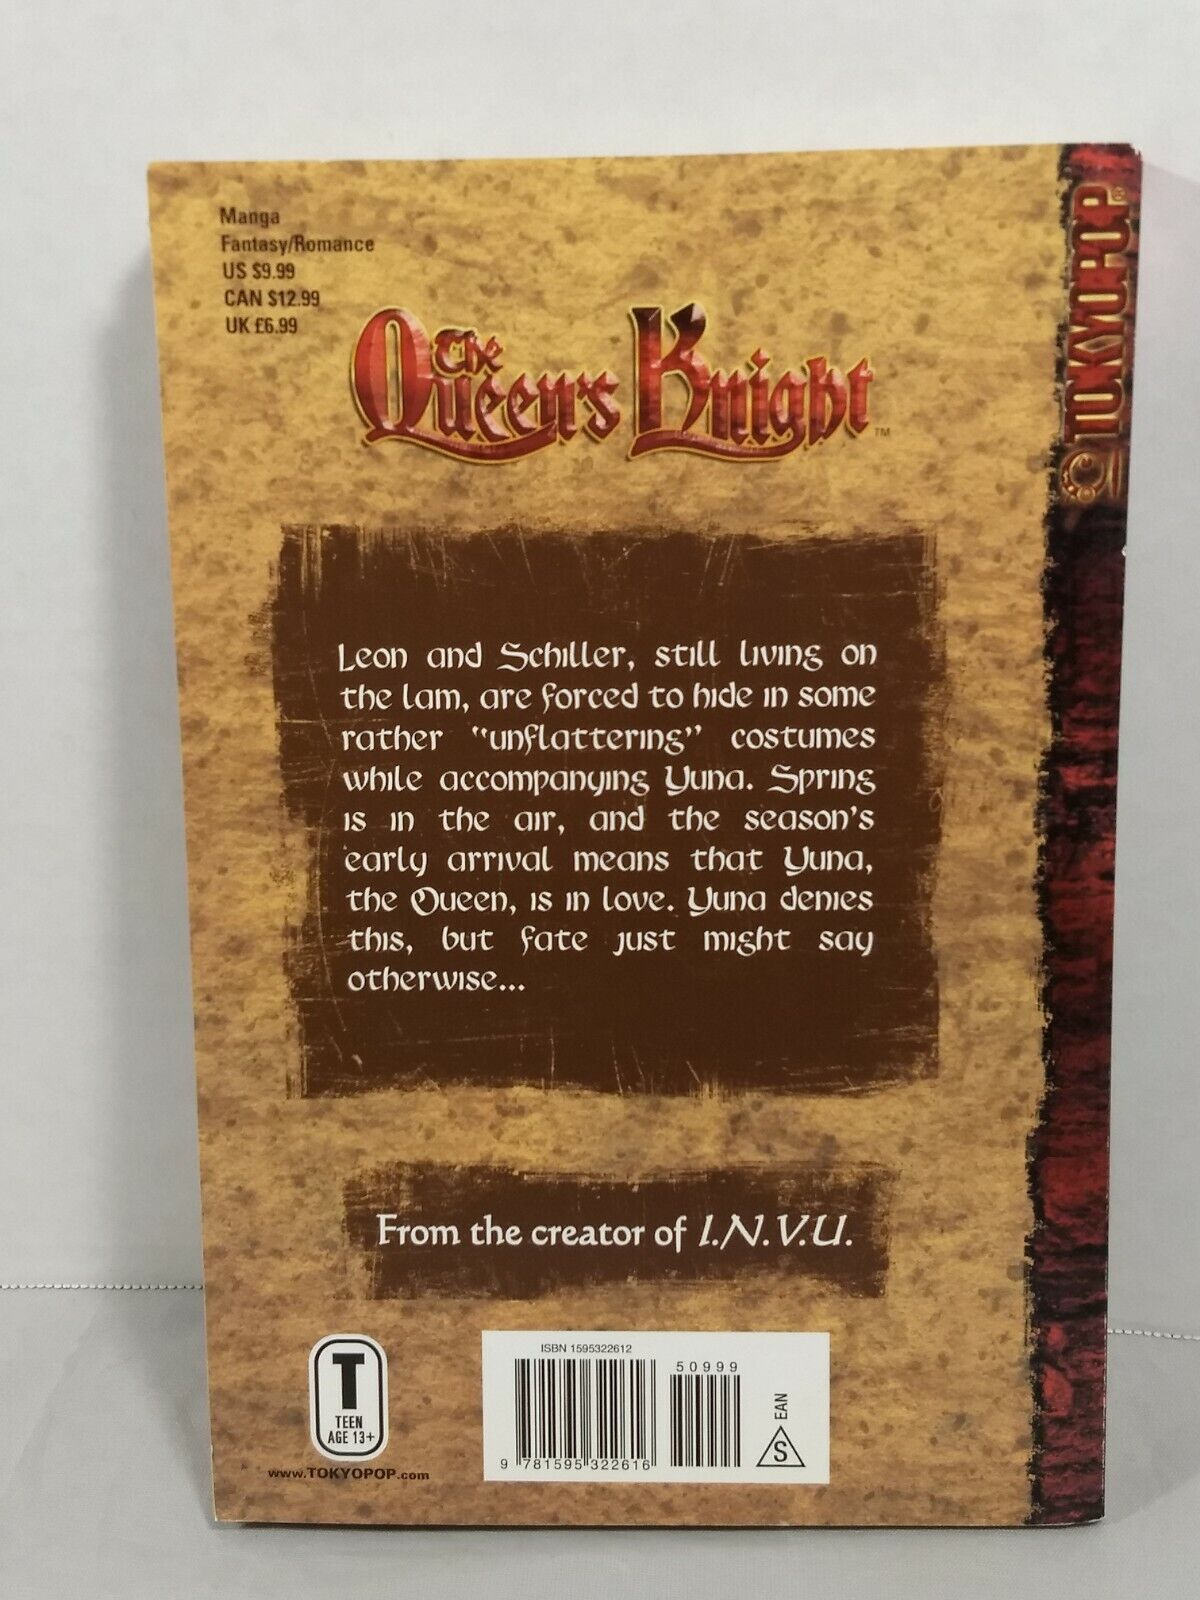 Manga
Fantasy/Romance
US $9.99
CAN $12.99
UK £6.99
TOKYOPOP®
The
Queen's Knight™
Leon and Schiller, still living on
the lam, are forced to hide in some
rather "unflattering" costumes
while accompanying Yuna. Spring
is in the air, and the season's
early arrival means that Yuna,
the Queen, is in love. Yuna denies
this, but fate just might say
otherwise...
From the creator of I.N.V.U.
T
TEEN
AGE 13+
www.TOKYOPOP.com
ISBN 1595322612
50999
9 781595 322616
EAN
S